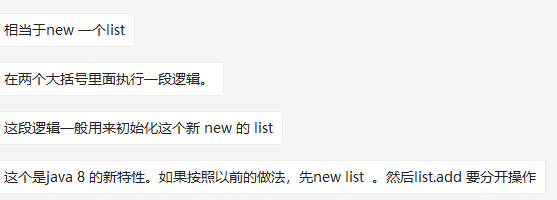 相当于new 一个list
在两个大括号里面执行一段逻辑。
这段逻辑一般用来初始化这个新 new 的 list
这个是java 8 的新特性。如果按照以前的做法，先new list 。然后list.add 要分开操作